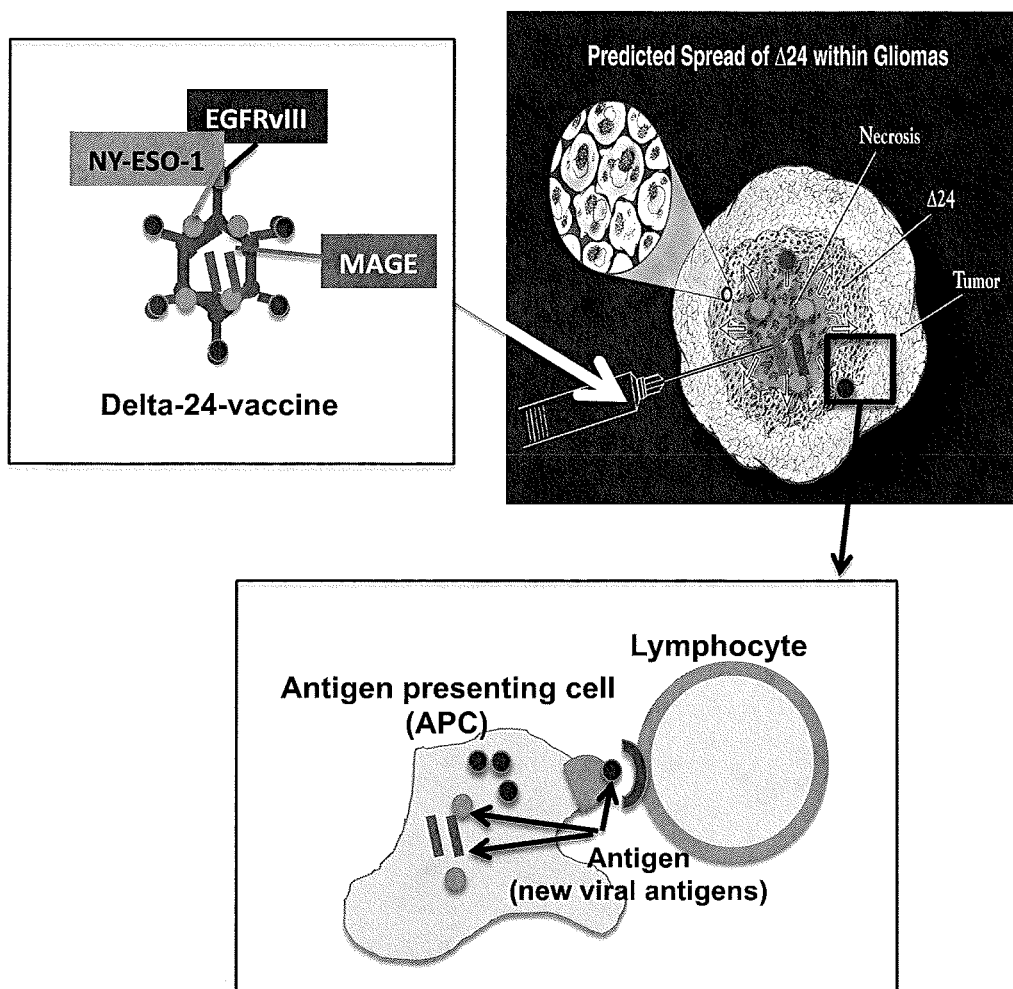 EGFRvIII
NY-ESO-1
MAGE
Delta-24-vaccine
Predicted Spread of Δ24 within Gliomas
Necrosis
Δ24
Tumor
Lymphocyte
Antigen presenting cell
(APC)
Antigen
(new viral antigens)